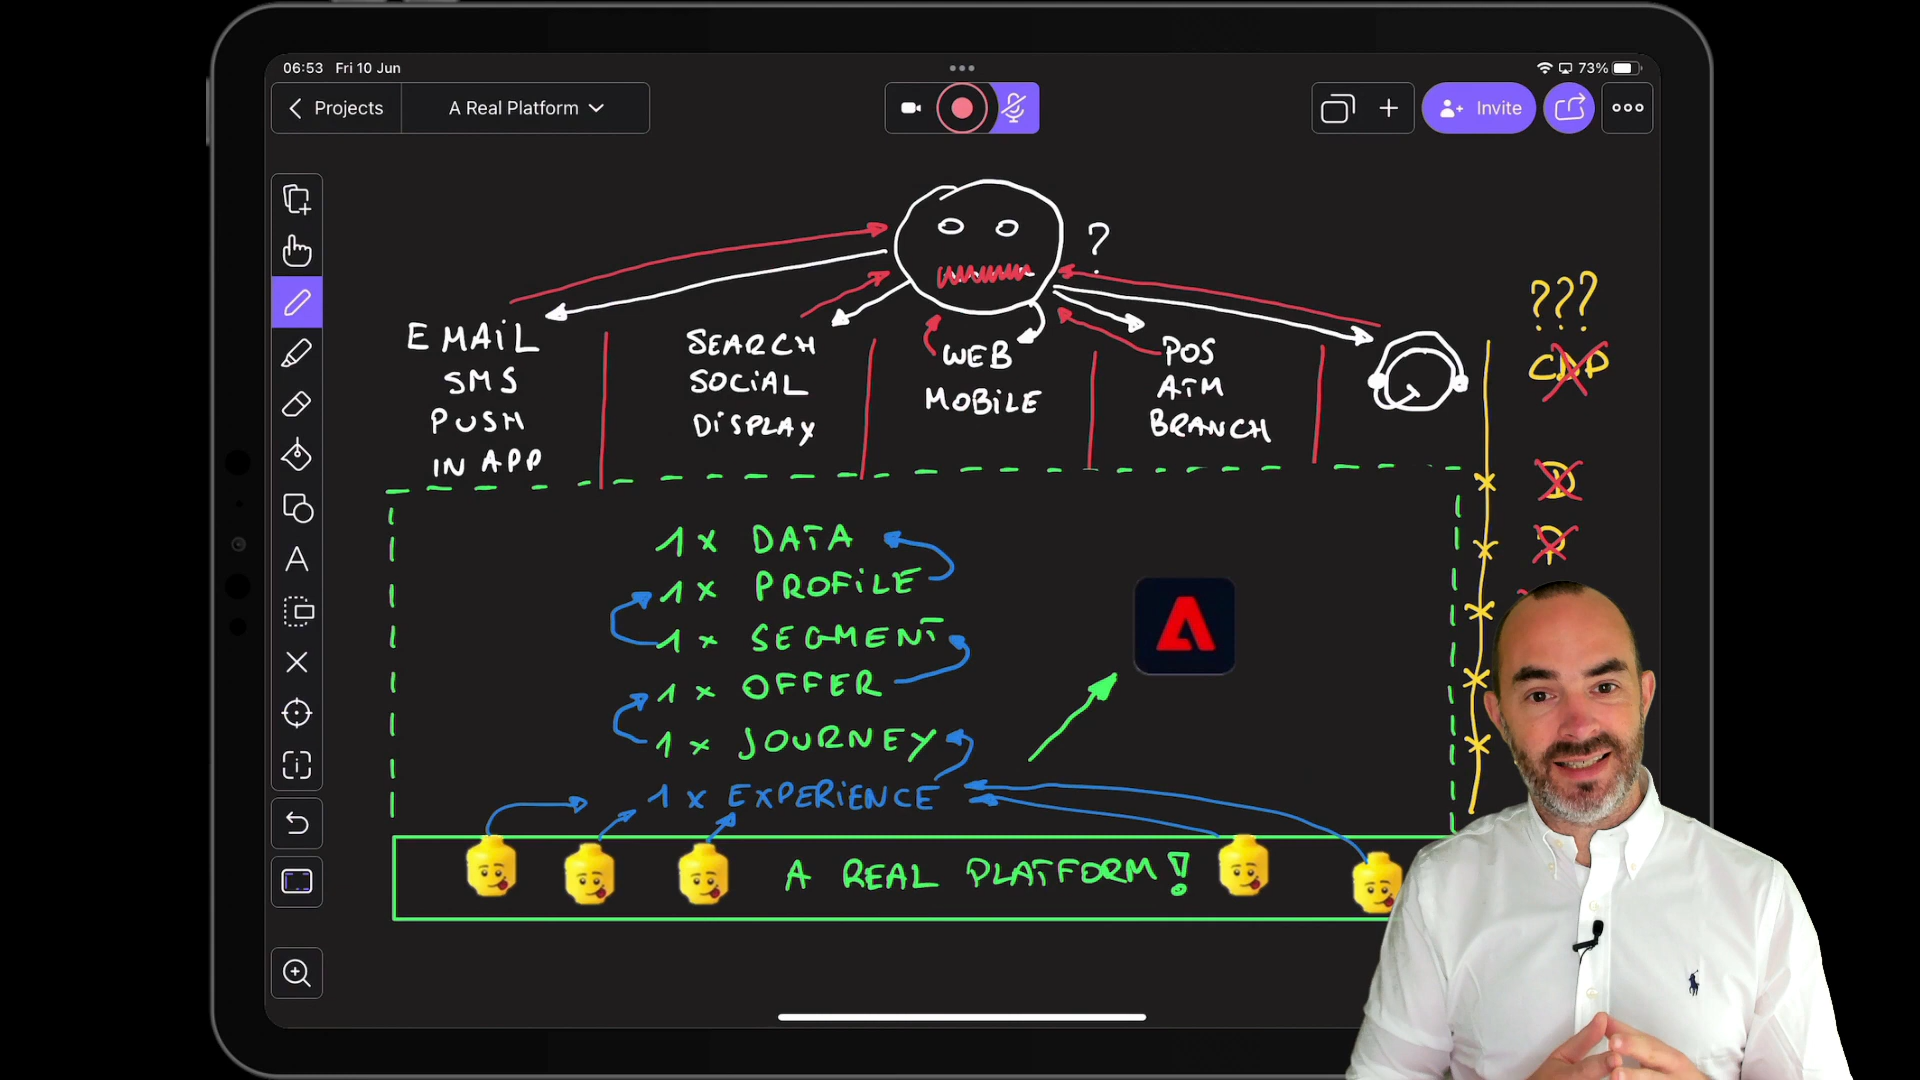 06:53 Fri 10 Jun
73%
Projects
A Real Platform
Invite
?
EMAIL
SMS
PUSH
IN APP
SEARCH
SOCIAL
DISPLAY
WEB
MOBILE
POS
ATM
BRANCH
???
CDP
D
P
1 x DATA
1 x PROFILE
1 x SEGMENT
1 x OFFER
1 x JOURNEY
1 x EXPERIENCE
A REAL PLATFORM!